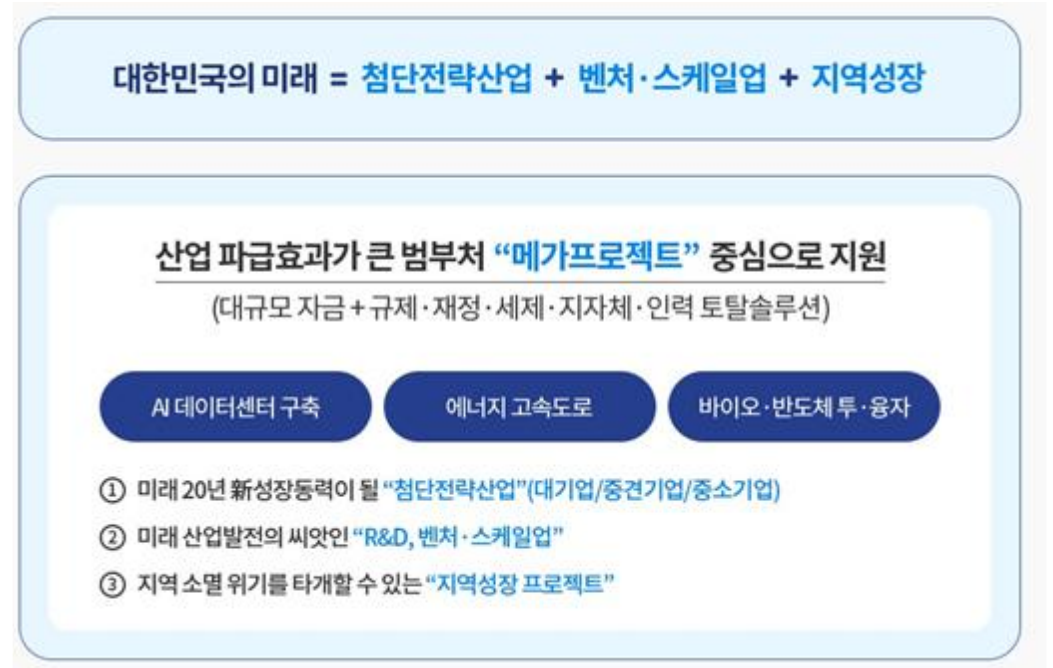 대한민국의 미래 = 첨단전략산업 + 벤처·스케일업 + 지역성장
산업 파급효과가 큰 범부처 “메가프로젝트” 중심으로 지원
(대규모 자금 + 규제·재정·세제·지자체·인력 토탈솔루션)
AI 데이터센터 구축
에너지 고속도로
바이오·반도체 투·융자
① 미래 20년 新성장동력이 될 “첨단전략산업”(대기업/중견기업/중소기업)
② 미래 산업발전의 씨앗인 “R&D, 벤처·스케일업”
③ 지역 소멸 위기를 타개할 수 있는 “지역성장 프로젝트”